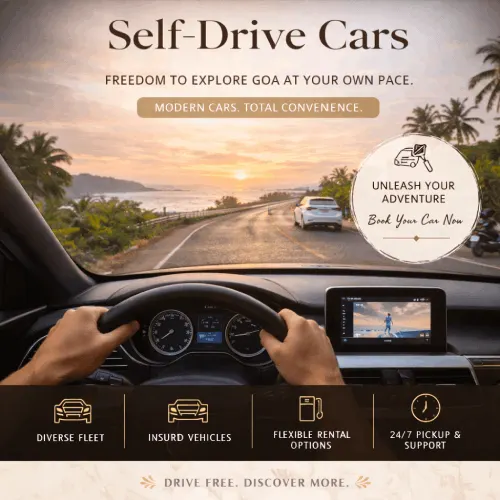 Self-Drive Cars
FREEDOM TO EXPLORE GOA AT YOUR OWN PACE.
MODERN CARS. TOTAL CONVENENCE.
UNLEASH YOUR
ADVENTURE
Book Your Car Now
DIVERSE FLEET
INSURD VEHICLES
FLEXIBLE RENTAL
OPTIONS
24/7 PICKUP &
SUPPORT
DRIVE FREE. DISCOVER MORE.